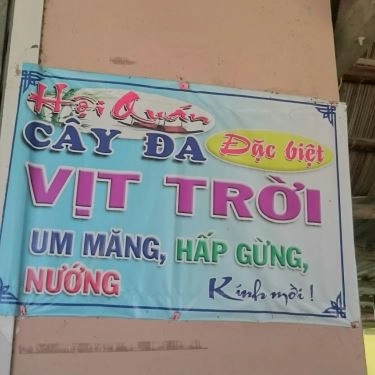 Hội Quán
CÂY ĐA Đặc biệt
VỊT TRỜI
UM MĂNG, HẤP GỪNG,
NƯỚNG Kính mời !